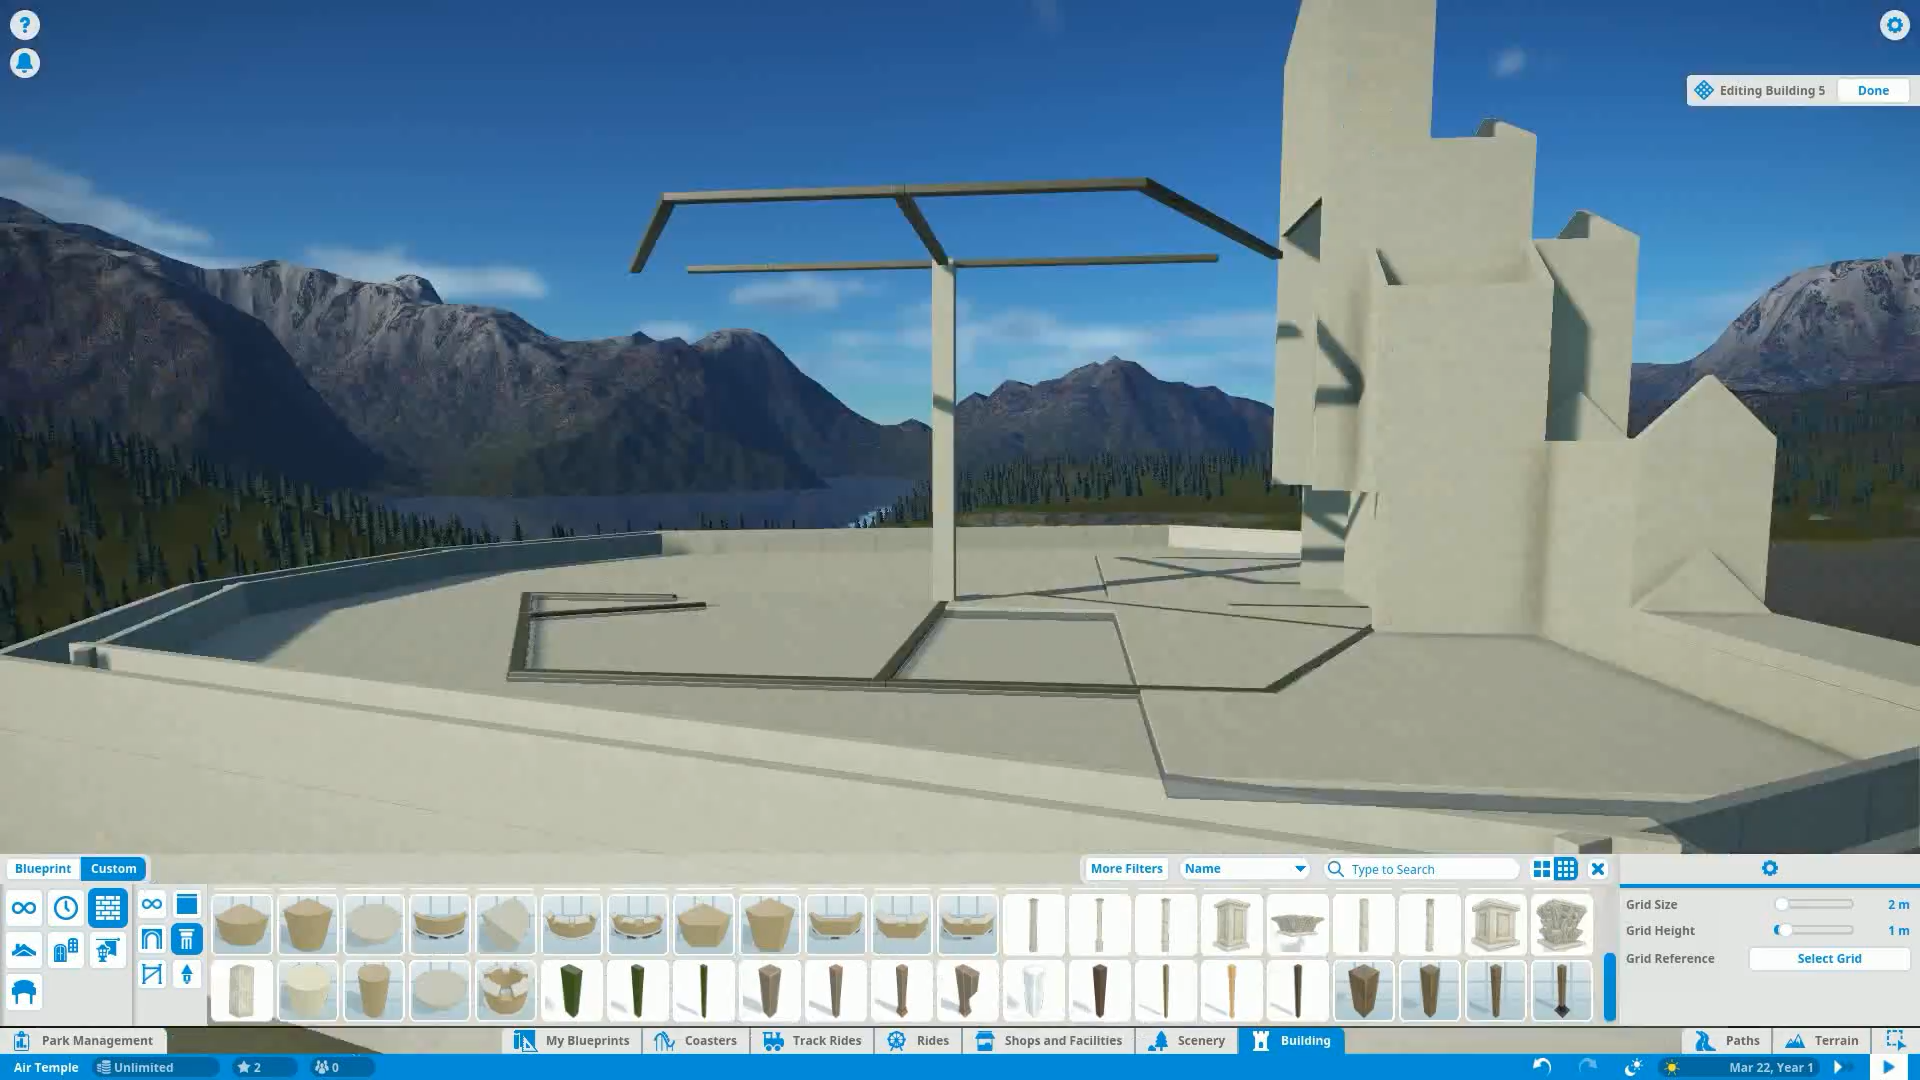 ?
Editing Building 5
Done
Blueprint
Custom
More Filters
Name
Type to Search
Grid Size
2 m
Grid Height
1 m
Grid Reference
Select Grid
Park Management
My Blueprints
Coasters
Track Rides
Rides
Shops and Facilities
Scenery
Building
Paths
Terrain
Air Temple
Unlimited
2
0
Mar 22, Year 1